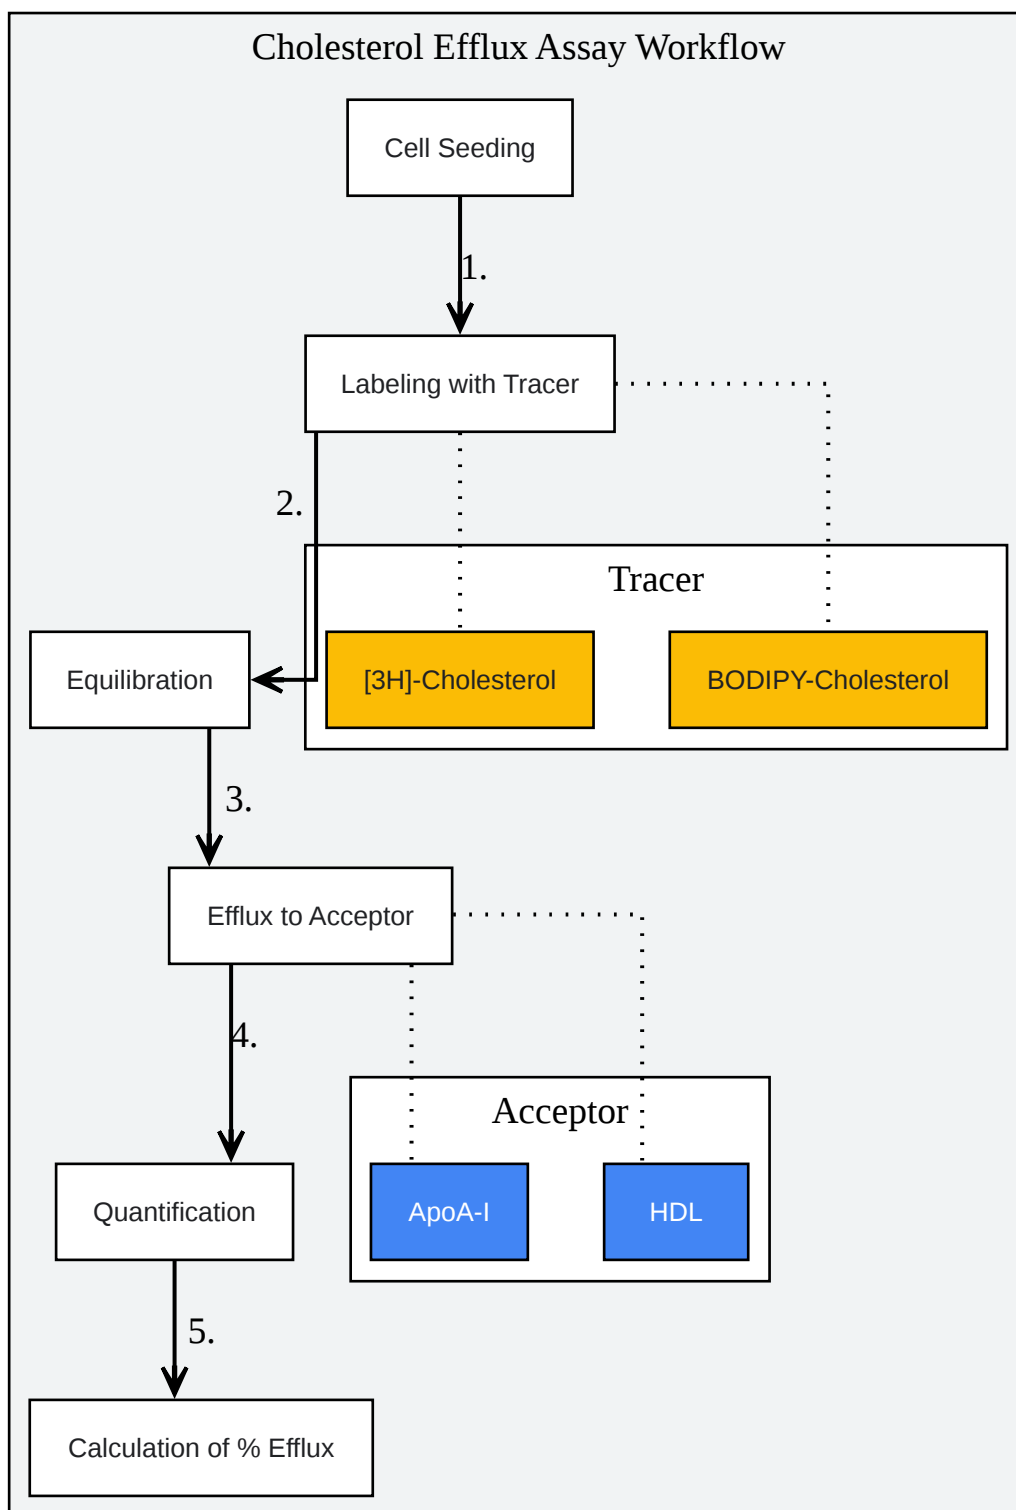 Cholesterol Efflux Assay Workflow
Cell Seeding
1.
Labeling with Tracer
2.
Tracer
Equilibration
[3H]-Cholesterol
BODIPY-Cholesterol
3.
Efflux to Acceptor
4.
Acceptor
Quantification
ApoA-I
HDL
5.
Calculation of % Efflux